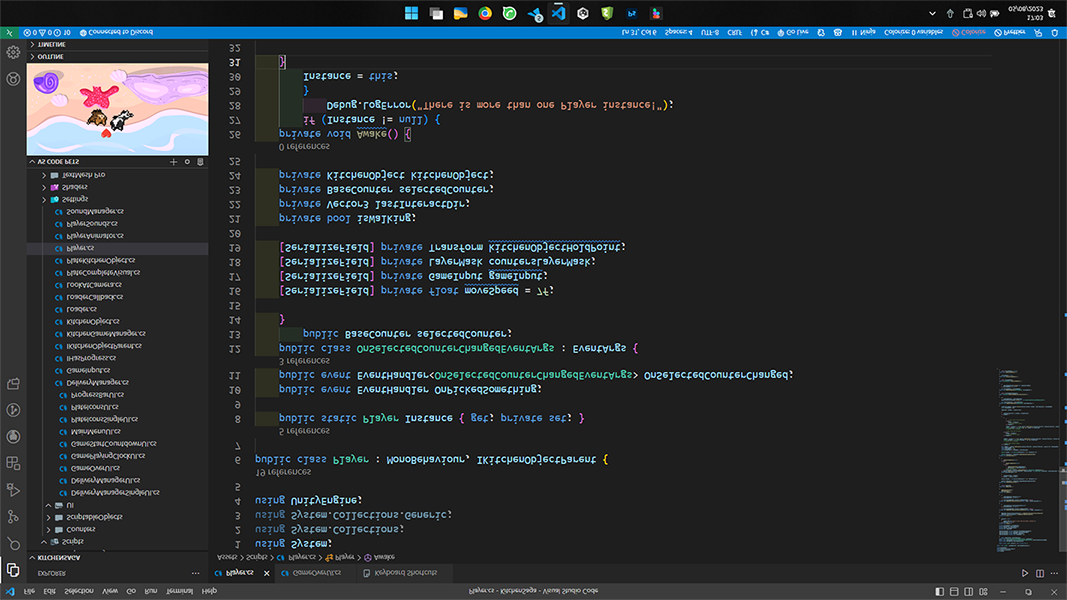 File Edit Selection View Go Run Terminal Help
Player.cs - KitchenSaga - Visual Studio Code
EXPLORER
KITCHENSAGA
Scripts
Counters
ScriptableObjects
UI
DeliveryManagerSingleUI.cs
DeliveryManagerUI.cs
GameOverUI.cs
GamePlayingClockUI.cs
GameStartCountdownUI.cs
MainMenuUI.cs
PlateIconsSingleUI.cs
PlateIconsUI.cs
ProgressBarUI.cs
DeliveryManager.cs
GameInput.cs
IHasProgress.cs
IKitchenObjectParent.cs
KitchenGameManager.cs
KitchenObject.cs
Loader.cs
LoaderCallback.cs
LookAtCamera.cs
PlateCompleteVisual.cs
PlateKitchenObject.cs
Player.cs
PlayerAnimator.cs
PlayerSounds.cs
SoundManager.cs
Settings
Shaders
TextMesh Pro
VS CODE PETS
OUTLINE
TIMELINE
Player.cs
GameOverUI.cs
Keyboard Shortcuts
Assets > Scripts > Player.cs > Player > Awake
1 using System;
2 using System.Collections;
3 using System.Collections.Generic;
4 using UnityEngine;
5
19 references
6 public class Player : MonoBehaviour, IKitchenObjectParent {
7
5 references
8 public static Player Instance { get; private set; }
9
10 public event EventHandler OnPickedSomething;
11 public event EventHandler<OnSelectedCounterChangedEventArgs> OnSelectedCounterChanged;
3 references
12 public class OnSelectedCounterChangedEventArgs : EventArgs {
13 public BaseCounter selectedCounter;
14 }
15
16 [SerializeField] private float moveSpeed = 7f;
17 [SerializeField] private GameInput gameInput;
18 [SerializeField] private LayerMask countersLayerMask;
19 [SerializeField] private Transform kitchenObjectHoldPoint;
20
21 private bool isWalking;
22 private Vector3 lastInteractDir;
23 private BaseCounter selectedCounter;
24 private KitchenObject kitchenObject;
25
0 references
26 private void Awake() {
27 if (Instance != null) {
28 Debug.LogError("There is more than one Player instance!");
29 }
30 Instance = this;
31 }
32
0 0 10
Connected to Discord
Ln 31, Col 6
Spaces: 4
UTF-8
CRLF
{} C#
Go Live
Ninja
Colorize: 0 variables
Colorize
Prettier
17:03
03/08/2023